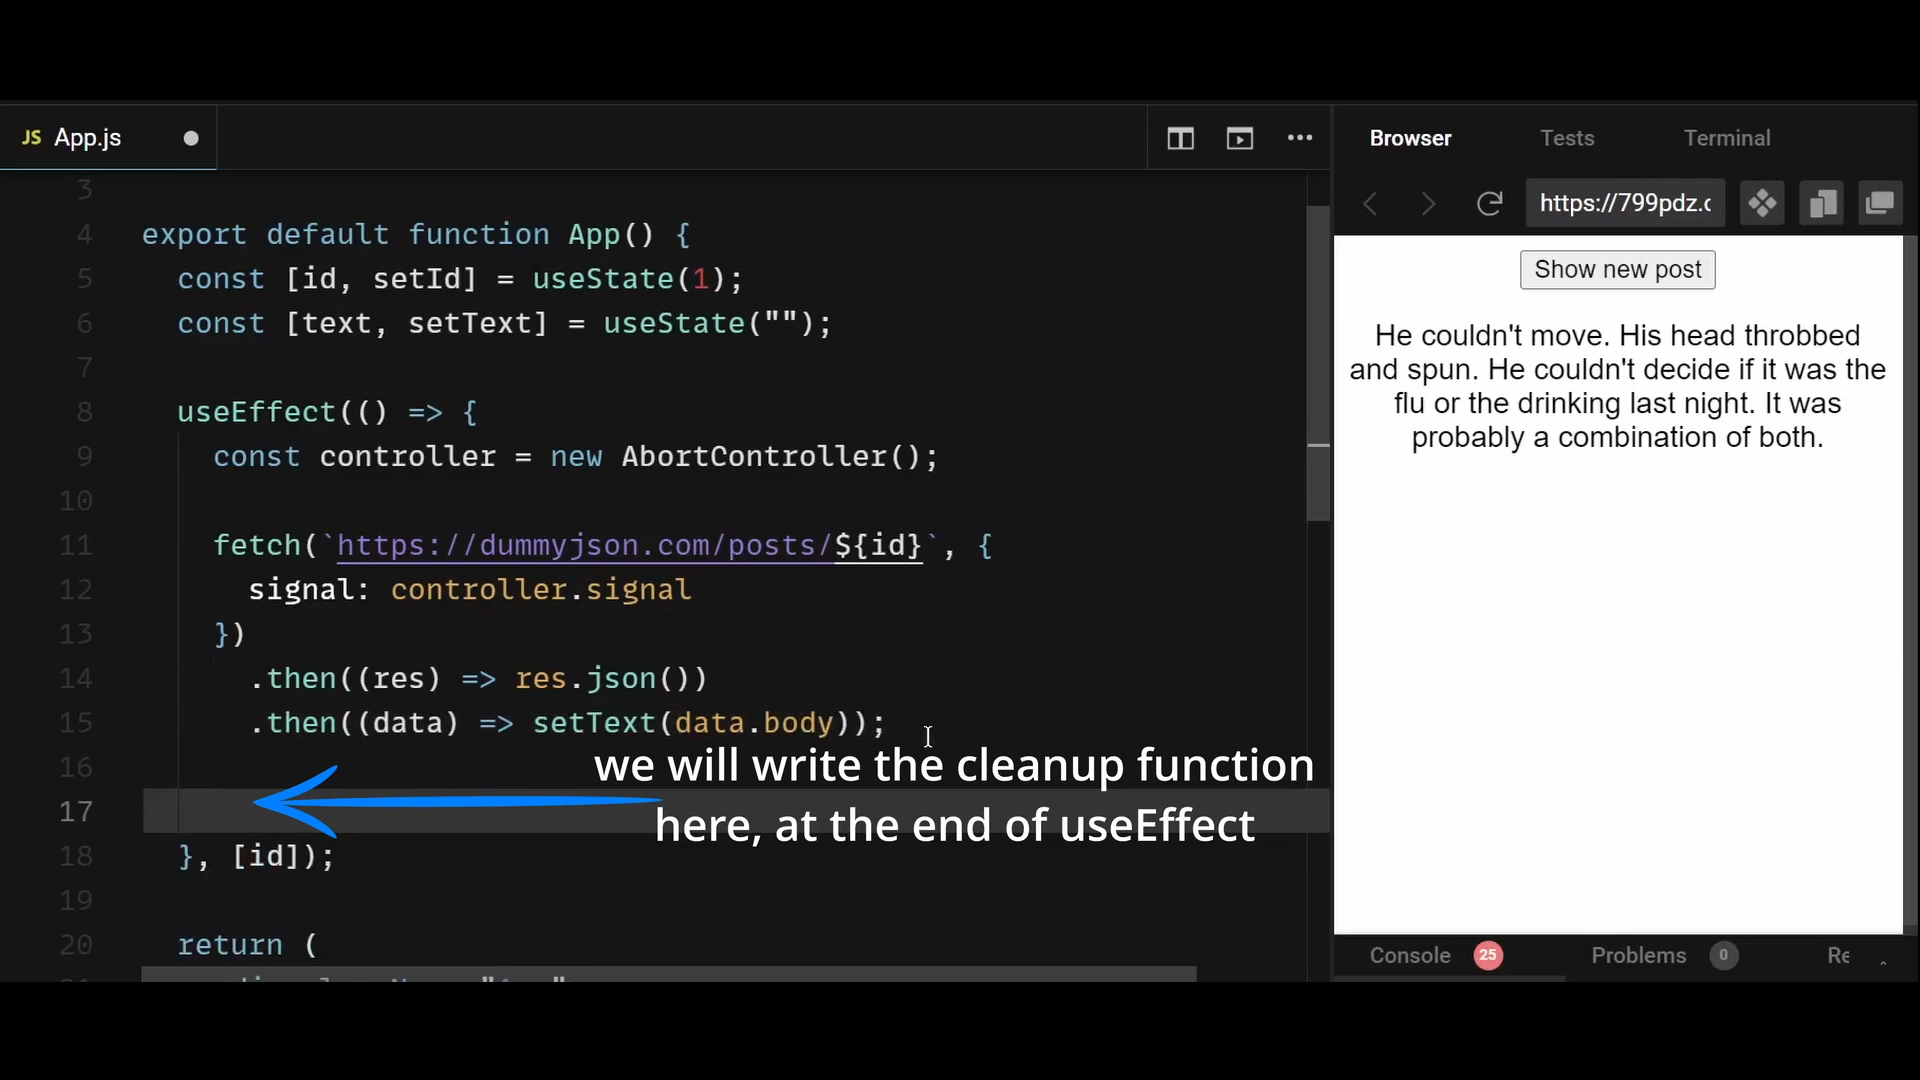 JS App.js
3
4 export default function App() {
5 const [id, setId] = useState(1);
6 const [text, setText] = useState("");
7
8 useEffect(() => {
9 const controller = new AbortController();
10
11 fetch(`https://dummyjson.com/posts/${id}`, {
12 signal: controller.signal
13 })
14 .then((res) => res.json())
15 .then((data) => setText(data.body));
16
17
18 }, [id]);
19
20 return (
we will write the cleanup function
here, at the end of useEffect
Browser Tests Terminal
https://799pdz.c
Show new post
He couldn't move. His head throbbed
and spun. He couldn't decide if it was the
flu or the drinking last night. It was
probably a combination of both.
Console 25 Problems 0 Re